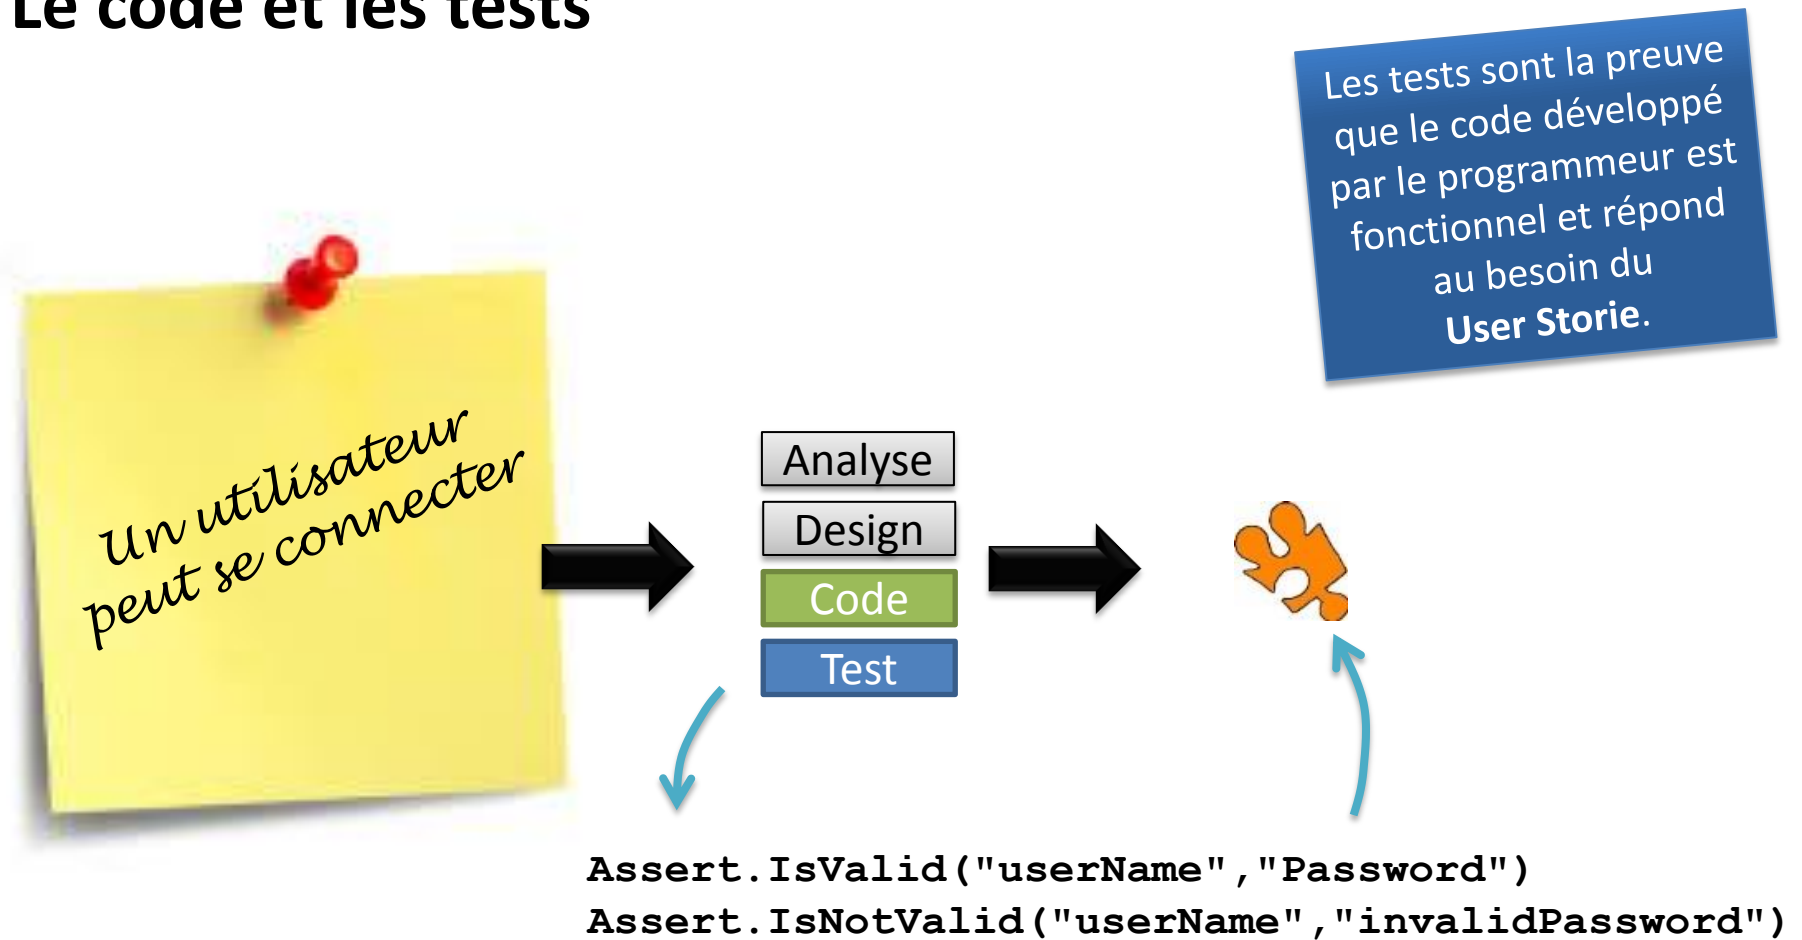 Le code et les tests
Les tests sont la preuve
que le code développé
par le programmeur est
fonctionnel et répond
au besoin du
User Storie.
Un utilisateur
peut se connecter
Analyse
Design
Code
Test
Assert.IsValid("userName","Password")
Assert.IsNotValid("userName","invalidPassword")